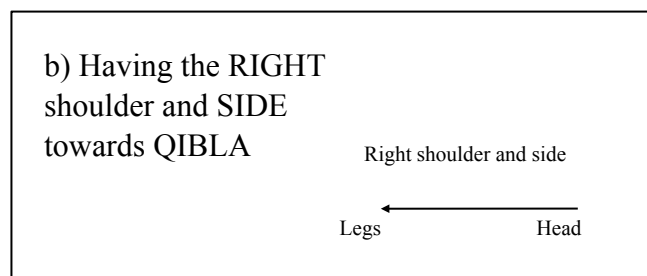 b) Having the RIGHT
shoulder and SIDE
towards QIBLA
Right shoulder and side
Legs Head